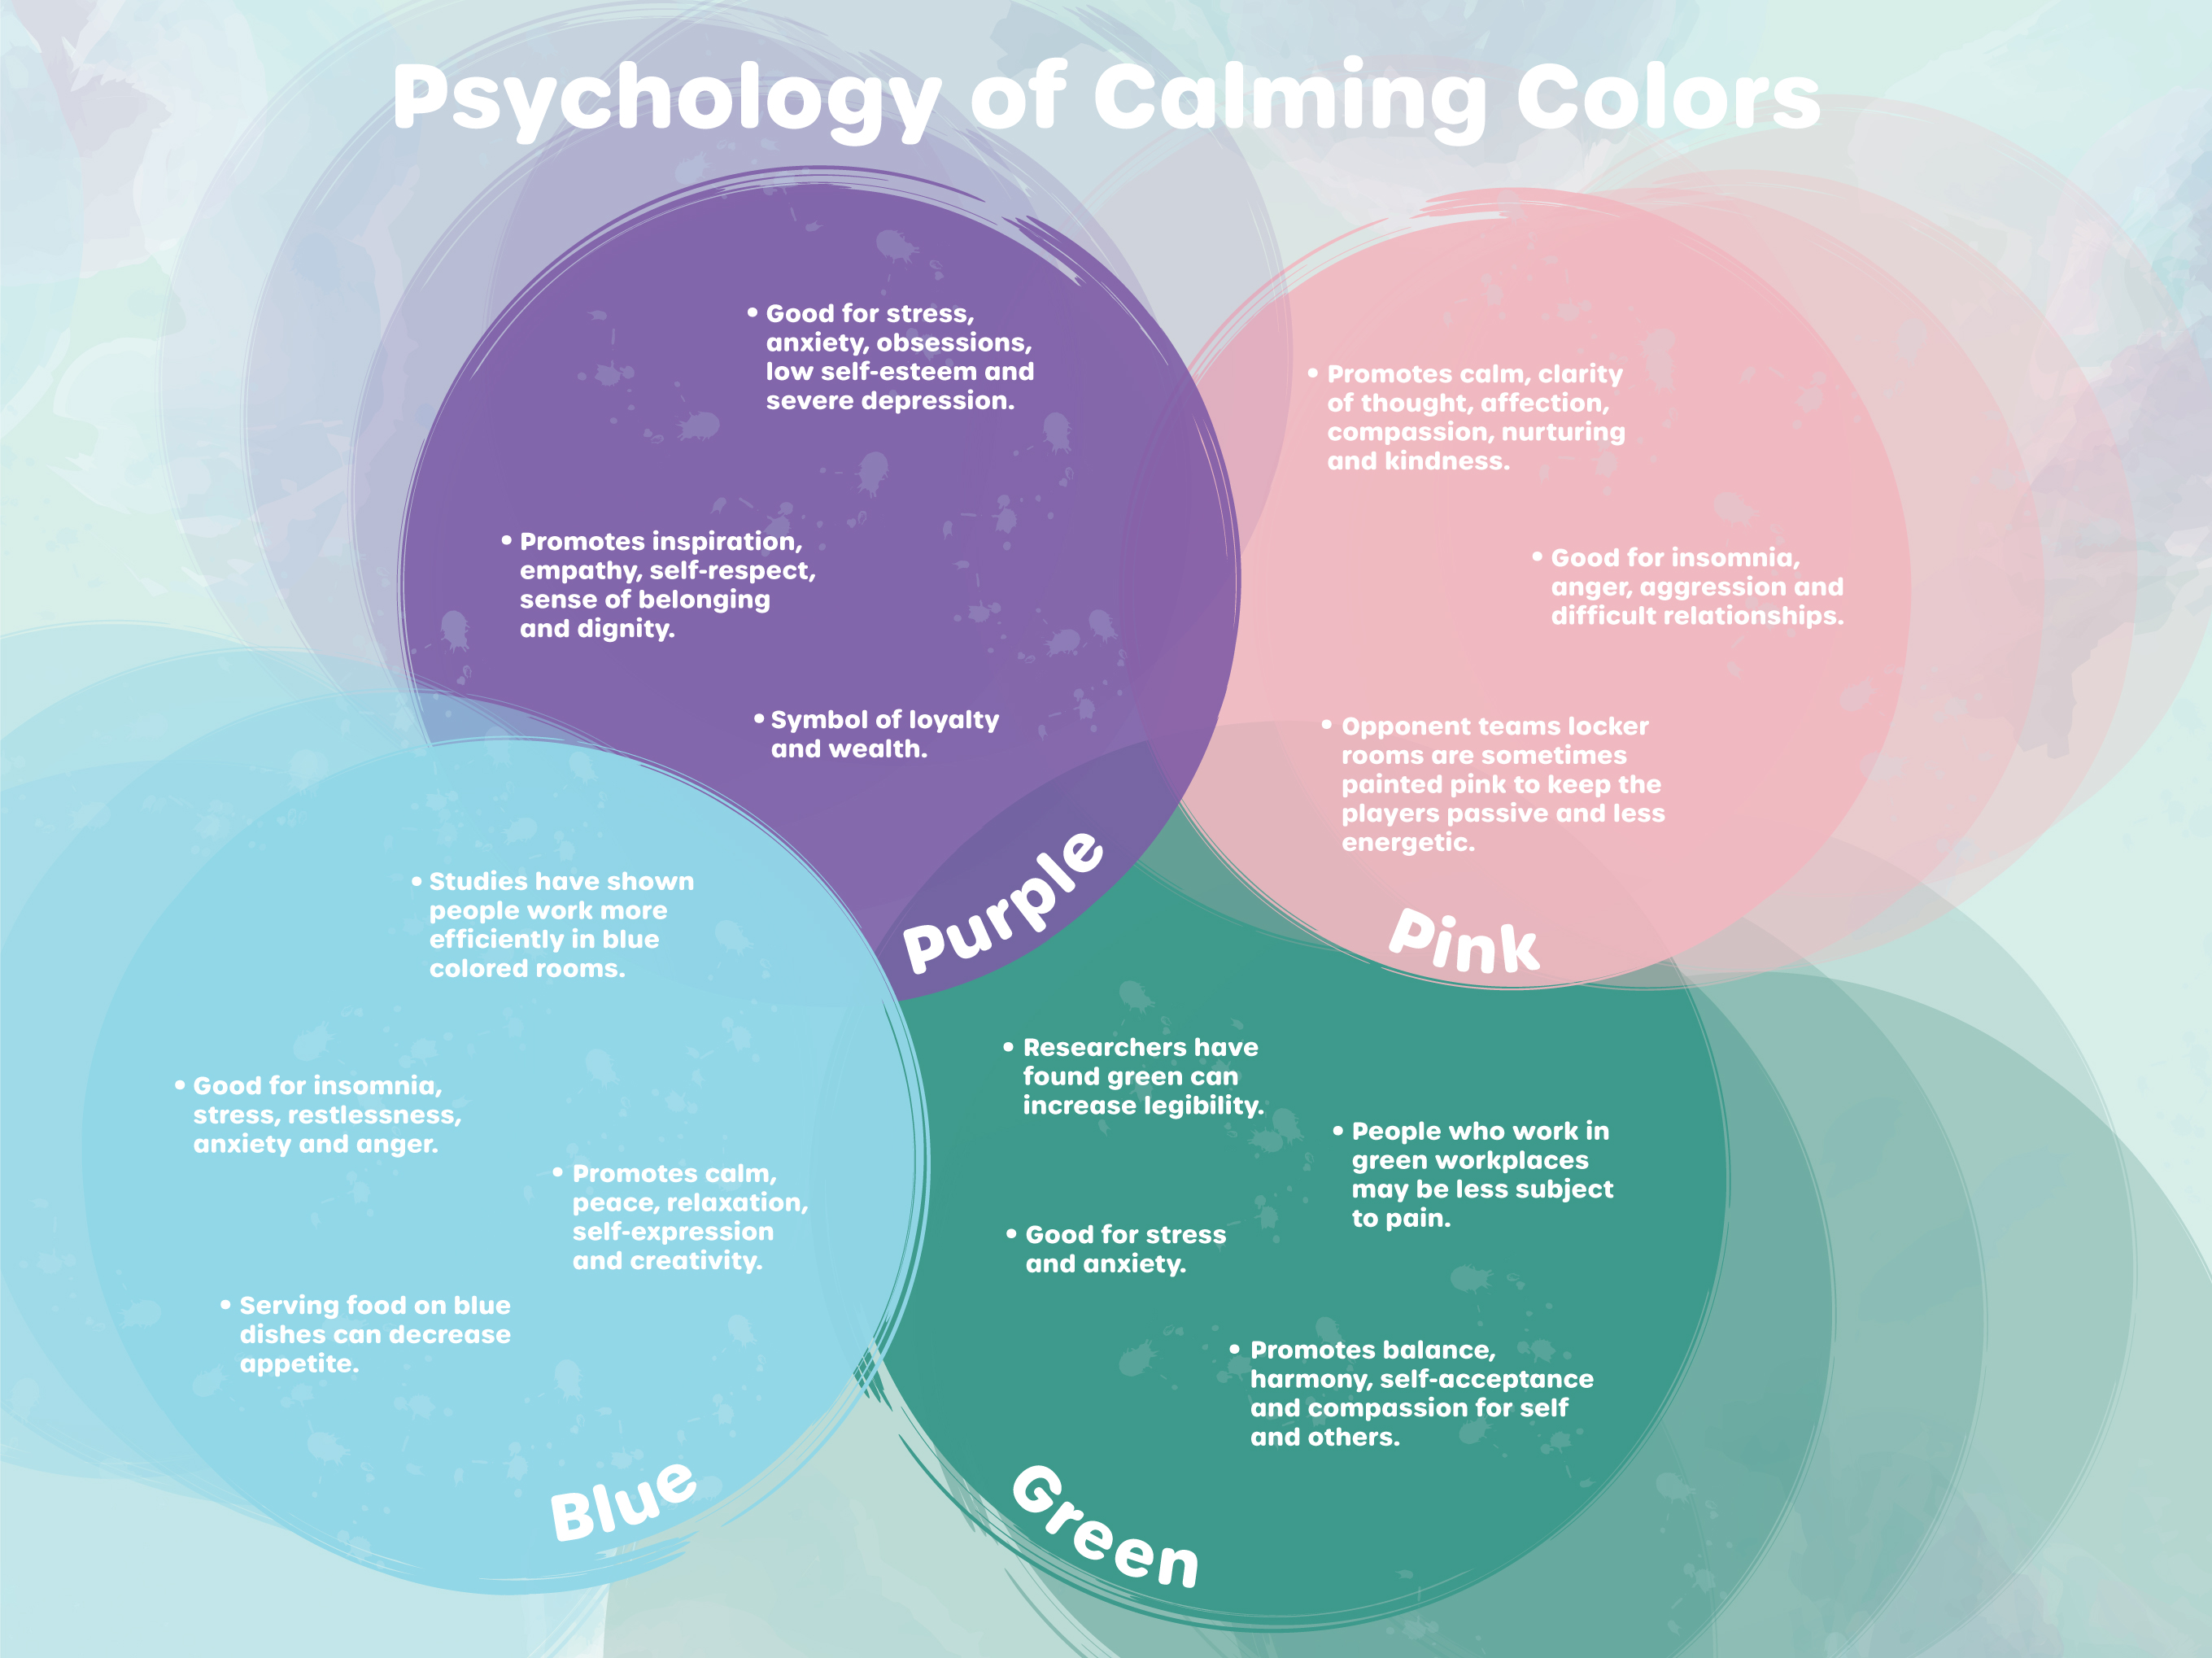 Psychology of Calming Colors
• Good for stress,
anxiety, obsessions,
low self-esteem and
severe depression.
• Promotes inspiration,
empathy, self-respect,
sense of belonging
and dignity.
• Symbol of loyalty
and wealth.
Purple
• Promotes calm, clarity
of thought, affection,
compassion, nurturing
and kindness.
• Good for insomnia,
anger, aggression and
difficult relationships.
• Opponent teams locker
rooms are sometimes
painted pink to keep the
players passive and less
energetic.
Pink
• Studies have shown
people work more
efficiently in blue
colored rooms.
• Good for insomnia,
stress, restlessness,
anxiety and anger.
• Promotes calm,
peace, relaxation,
self-expression
and creativity.
• Serving food on blue
dishes can decrease
appetite.
Blue
• Researchers have
found green can
increase legibility.
• People who work in
green workplaces
may be less subject
to pain.
• Good for stress
and anxiety.
• Promotes balance,
harmony, self-acceptance
and compassion for self
and others.
Green